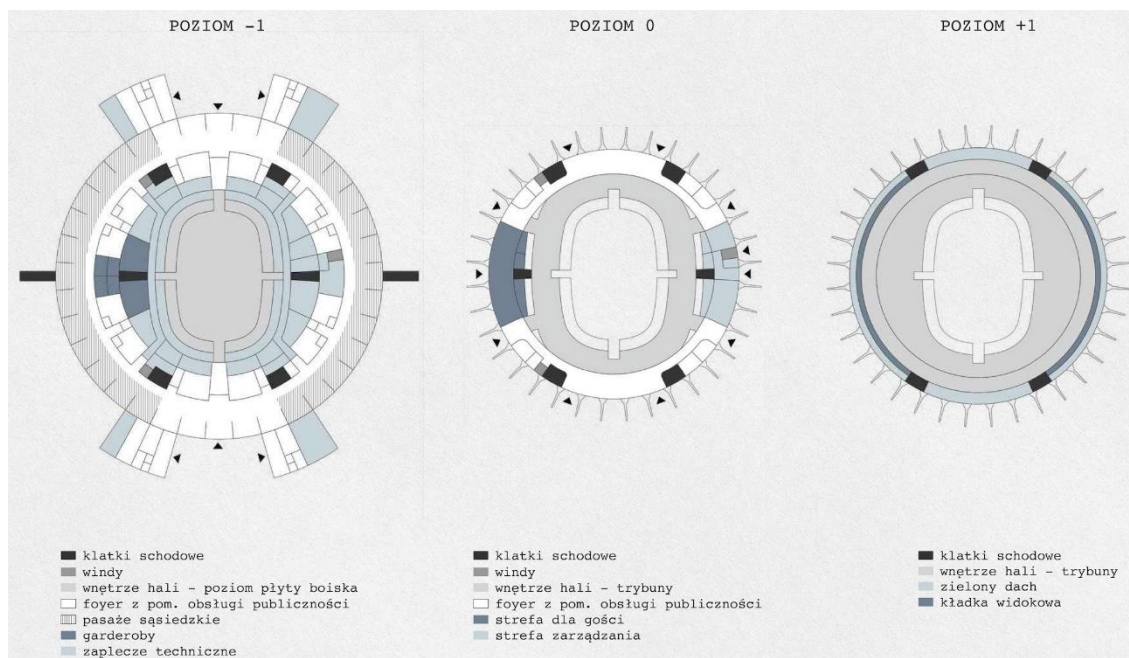 POZIOM -1
POZIOM 0
POZIOM +1
klatki schodowe
windy
wnętrze hali - poziom płyty boiska
foyer z pom. obsługi publiczności
pasaże sąsiedzkie
garderoby
zaplecze techniczne
klatki schodowe
windy
wnętrze hali - trybuny
foyer z pom. obsługi publiczności
strefa dla gości
strefa zarządzania
klatki schodowe
wnętrze hali - trybuny
zielony dach
kładka widokowa